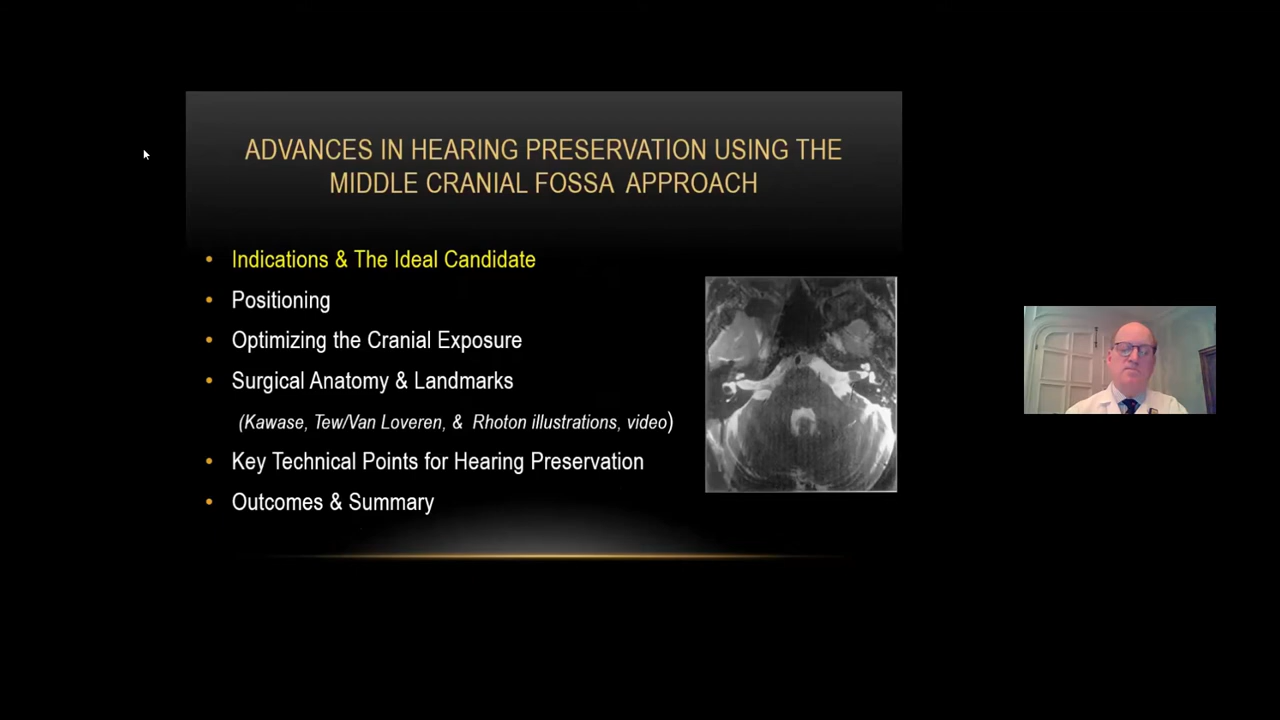 ADVANCES IN HEARING PRESERVATION USING THE
MIDDLE CRANIAL FOSSA APPROACH
• Indications & The Ideal Candidate
• Positioning
• Optimizing the Cranial Exposure
• Surgical Anatomy & Landmarks
(Kawase, Tew/Van Loveren, & Rhoton illustrations, video)
• Key Technical Points for Hearing Preservation
• Outcomes & Summary